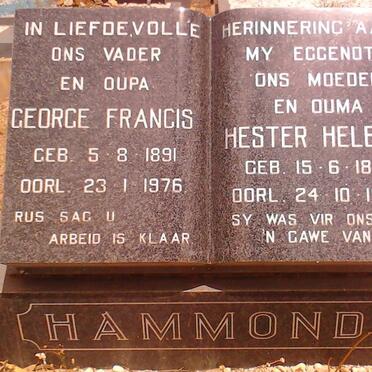 IN LIEFDEVOLLE
ONS VADER
EN OUPA
GEORGE FRANCIS
GEB. 5-8-1891
OORL. 23-1-1976.
RUS SAG U
ARBEID IS KLAAR
HERINNERING
MY EGGENOT
ONS MOEDER
EN OUMA
HESTER HELE
GEB. 15-6-18
OORL. 24-10-1
SY WAS VIR ONS
'N GAWE VAN
HAMMOND